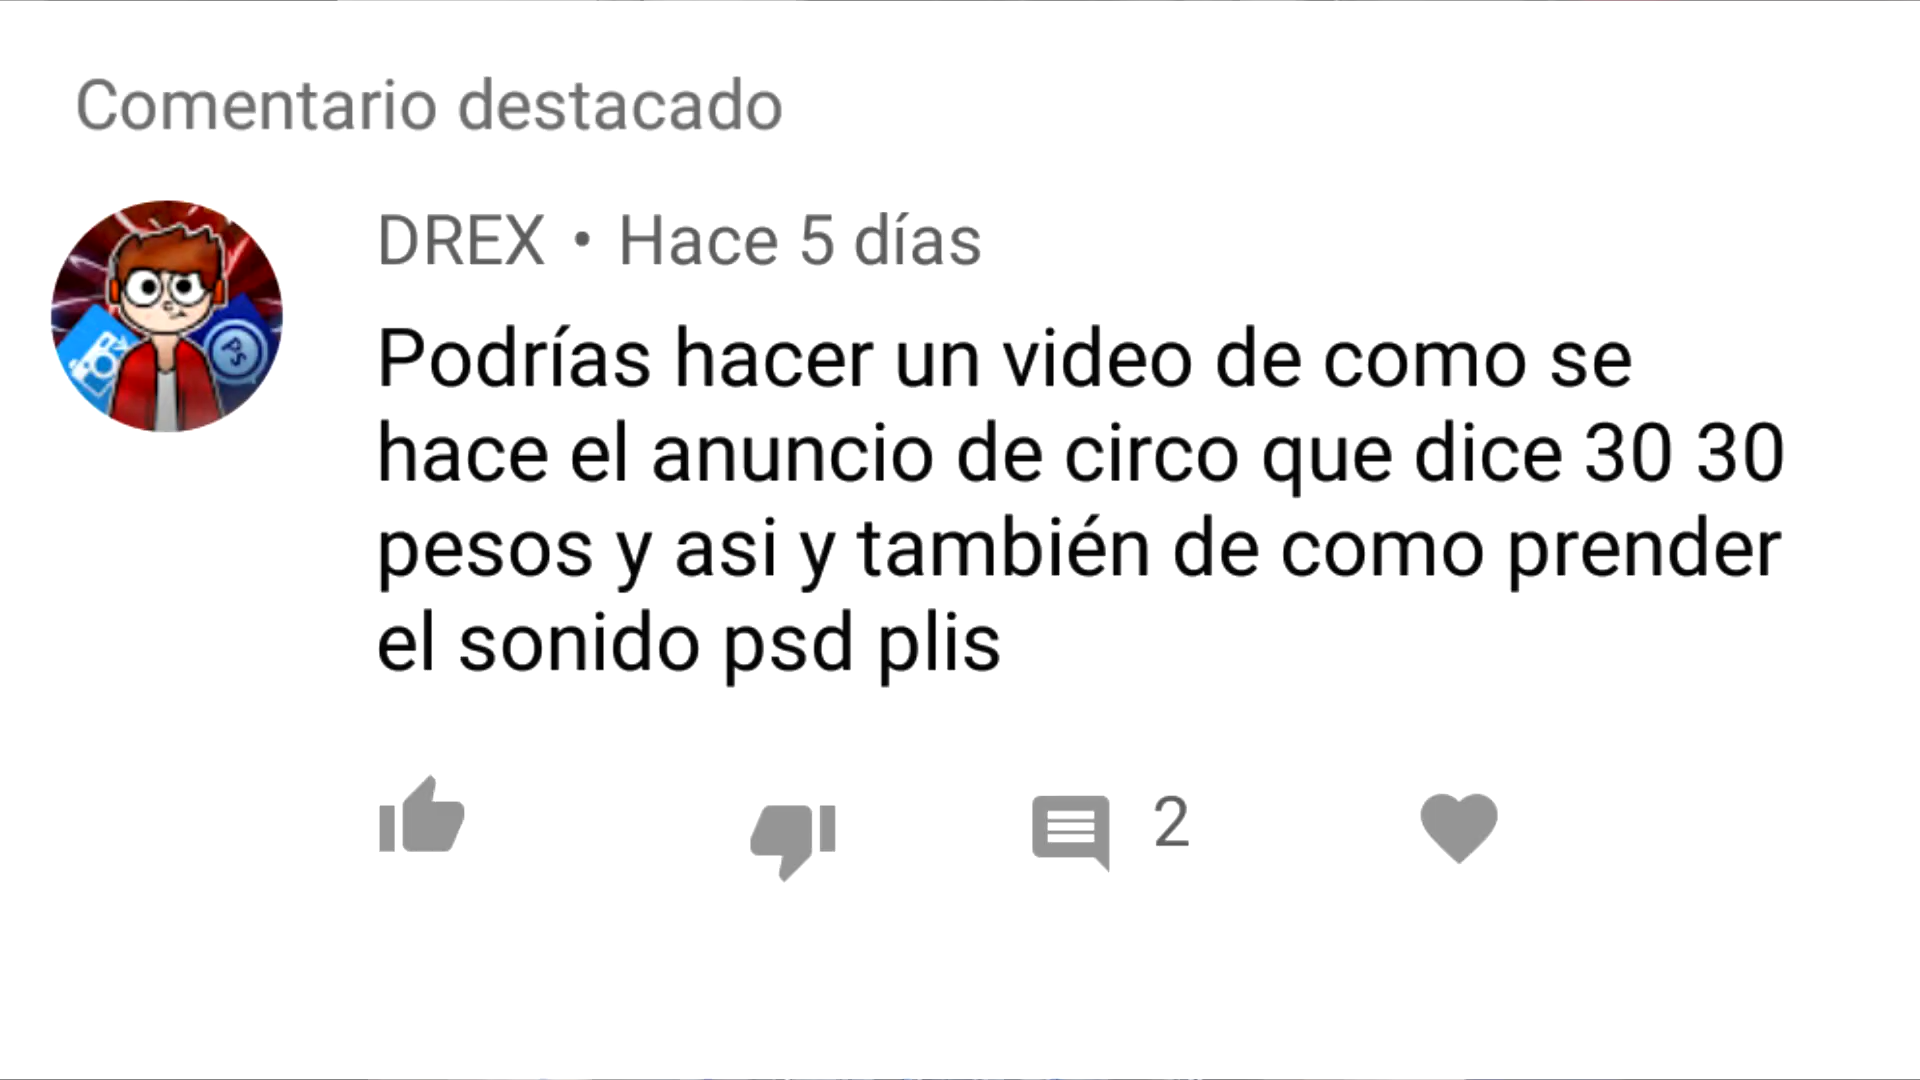 Comentario destacado
DREX • Hace 5 días
Podrías hacer un video de como se
hace el anuncio de circo que dice 30 30
pesos y asi y también de como prender
el sonido psd plis
2